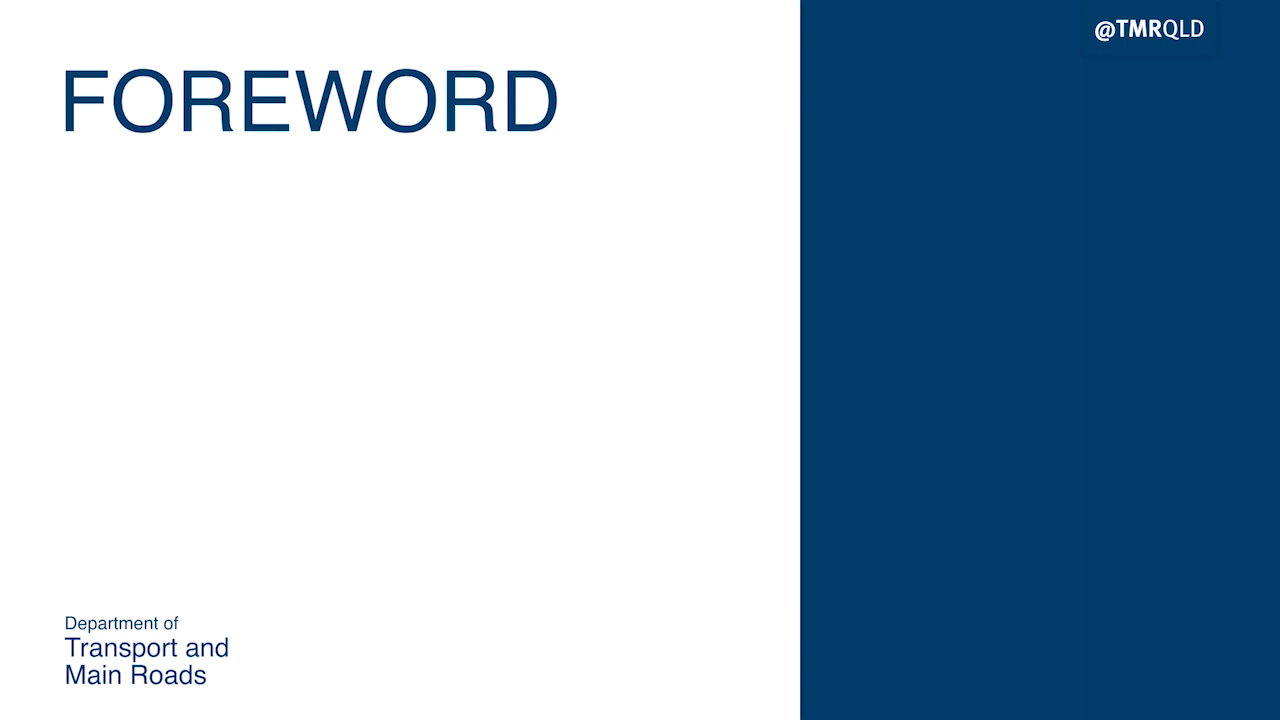 @TMRQLD
FOREWORD
Department of
Transport and
Main Roads